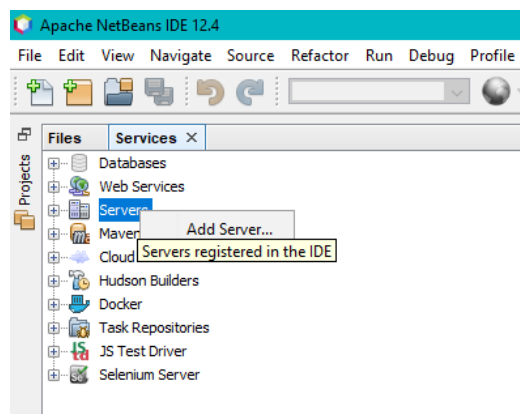 Apache NetBeans IDE 12.4
File Edit View Navigate Source Refactor Run Debug Profile
Projects
Files Services
Databases
Web Services
Servers
Add Server...
Maven
Servers registered in the IDE
Cloud
Hudson Builders
Docker
Task Repositories
JS Test Driver
Selenium Server